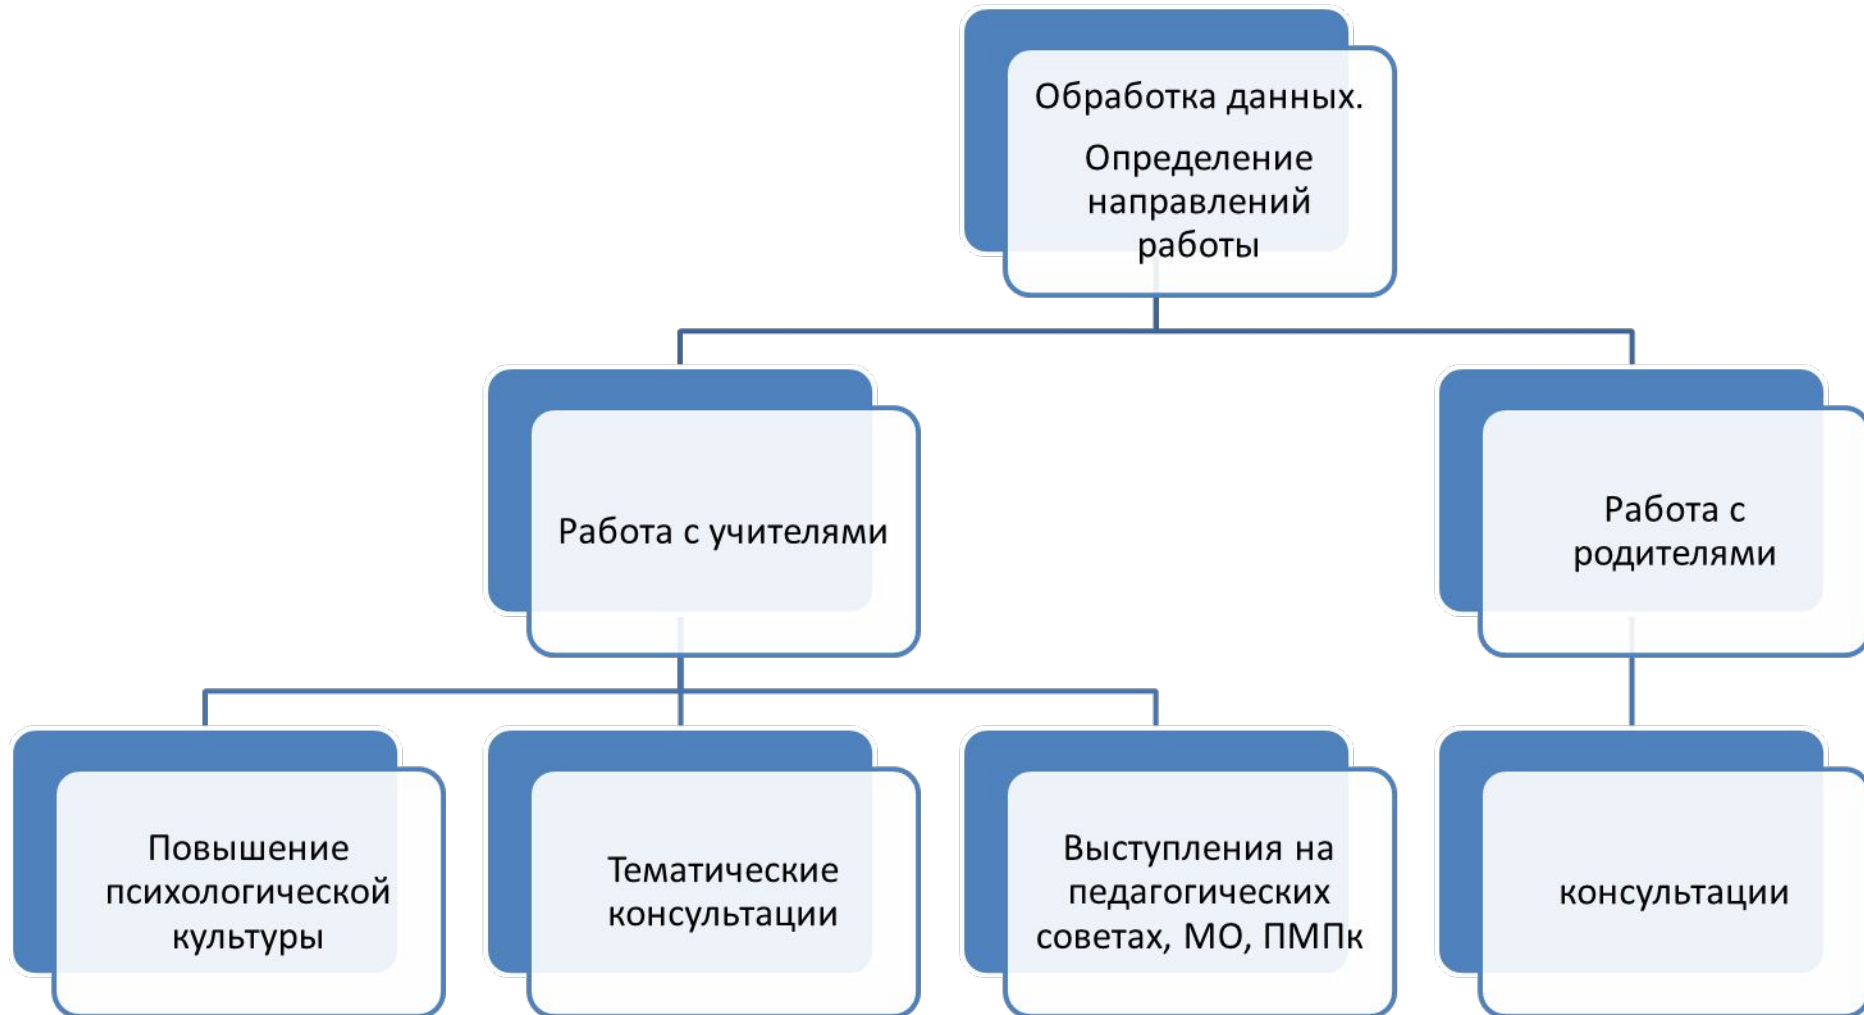 Обработка данных.
Определение
направлений
работы
Работа с учителями
Работа с
родителями
Повышение
психологической
культуры
Тематические
консультации
Выступления на
педагогических
советах, МО, ПМПк
консультации